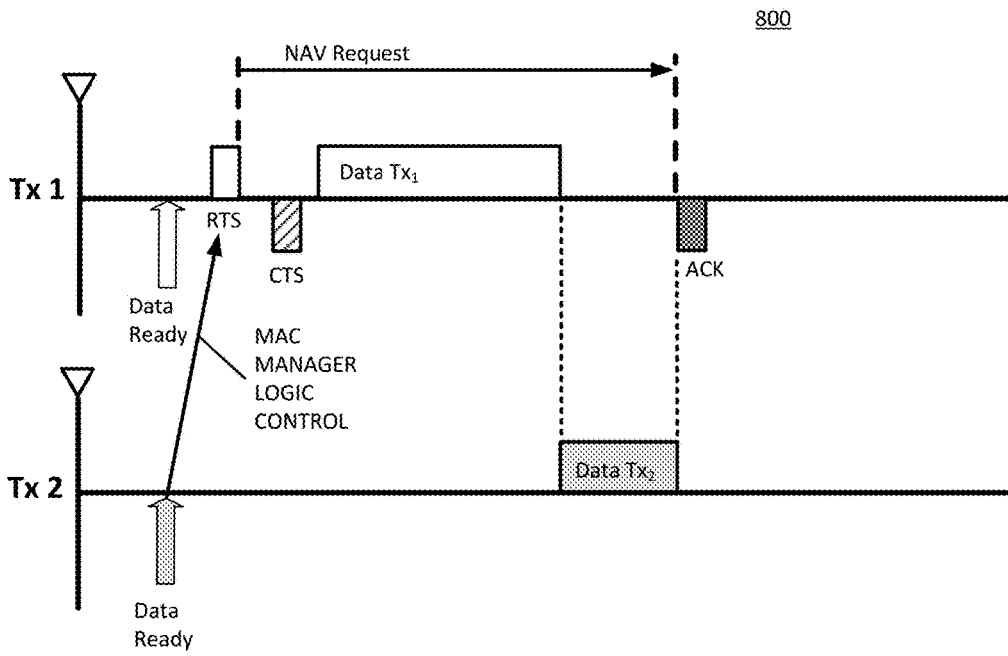 800
NAV Request
Tx 1
Data Tx₁
RTS
CTS
ACK
Data
Ready
MAC
MANAGER
LOGIC
CONTROL
Tx 2
Data Tx₂
Data
Ready